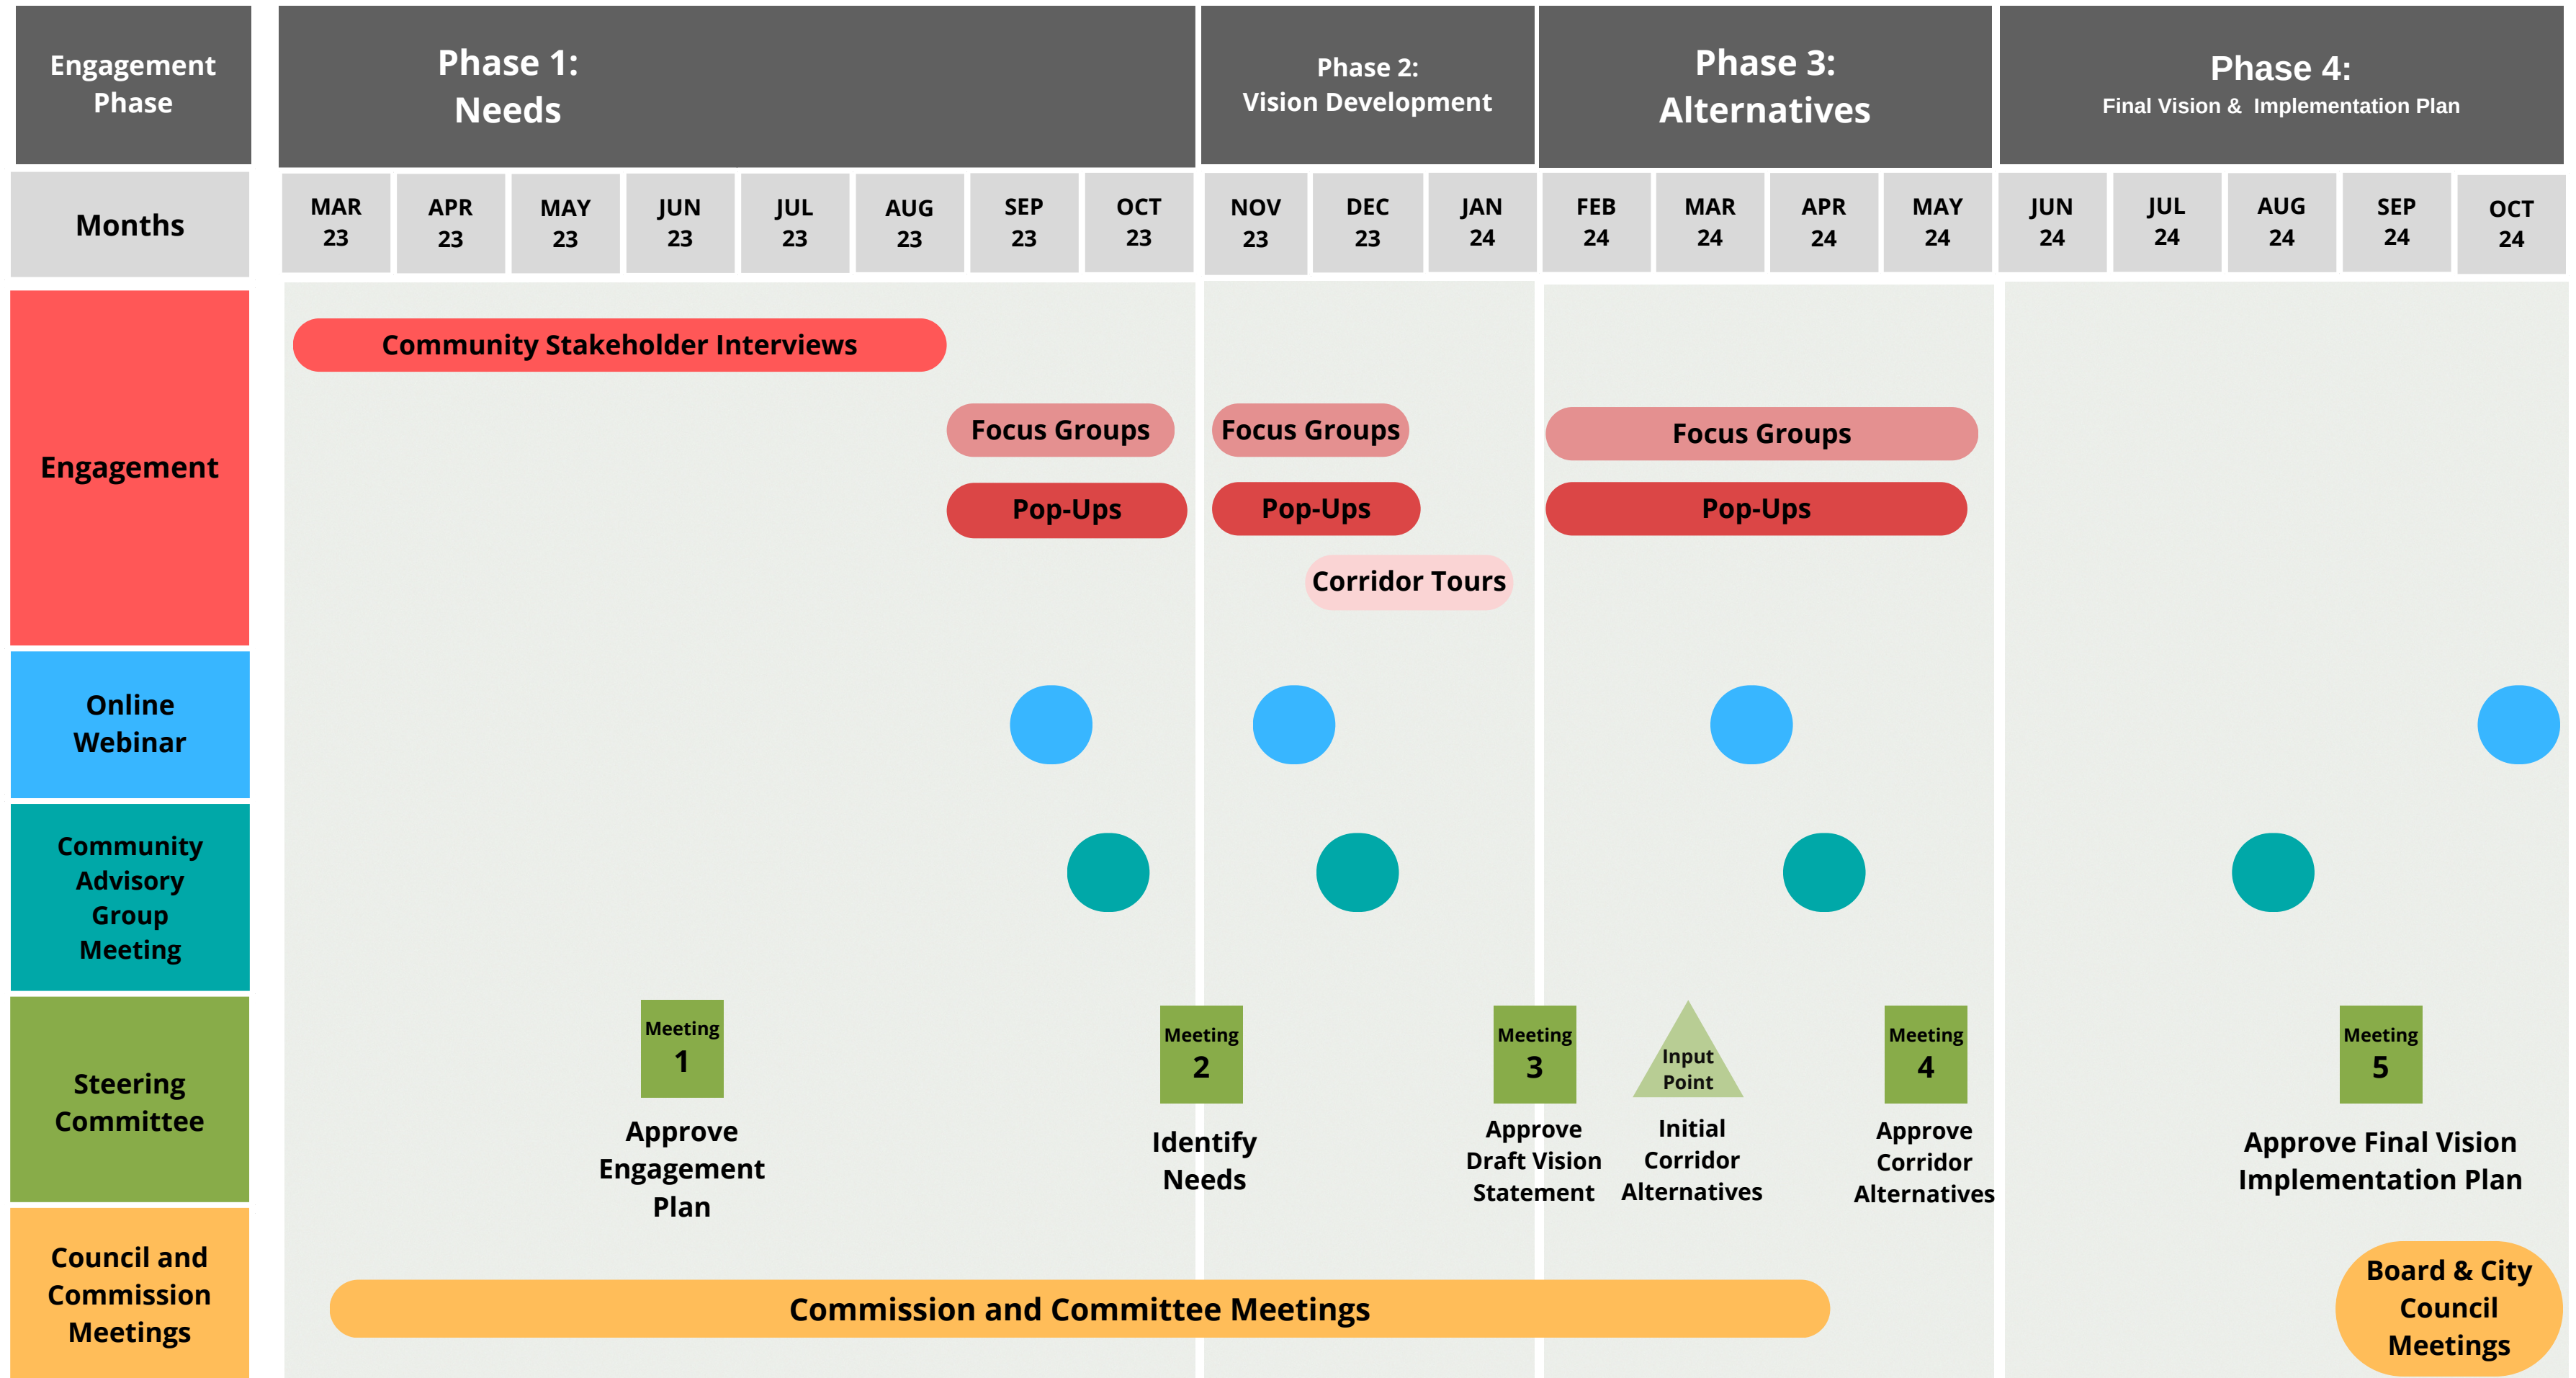 Engagement
Phase
Phase 1:
Needs
Phase 2:
Vision Development
Phase 3:
Alternatives
Phase 4:
Final Vision & Implementation Plan
Months
MAR
23
APR
23
MAY
23
JUN
23
JUL
23
AUG
23
SEP
23
OCT
23
NOV
23
DEC
23
JAN
24
FEB
24
MAR
24
APR
24
MAY
24
JUN
24
JUL
24
AUG
24
SEP
24
OCT
24
Engagement
Community Stakeholder Interviews
Focus Groups
Focus Groups
Focus Groups
Pop-Ups
Pop-Ups
Pop-Ups
Corridor Tours
Online
Webinar
Community
Advisory
Group
Meeting
Steering
Committee
Meeting
1
Approve
Engagement
Plan
Meeting
2
Identify
Needs
Meeting
3
Approve
Draft Vision
Statement
Input
Point
Initial
Corridor
Alternatives
Meeting
4
Approve
Corridor
Alternatives
Meeting
5
Approve Final Vision
Implementation Plan
Council and
Commission
Meetings
Commission and Committee Meetings
Board & City
Council
Meetings